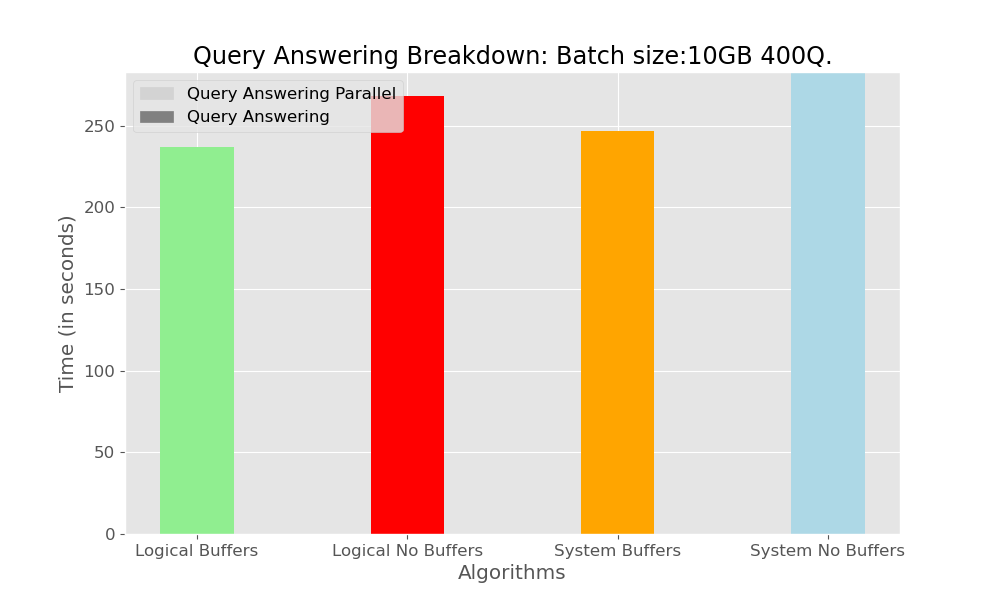 Query Answering Breakdown: Batch size:10GB 400Q.
Query Answering Parallel
Query Answering
250
200
150
100
50
0
Time (in seconds)
Logical Buffers
Logical No Buffers
System Buffers
System No Buffers
Algorithms